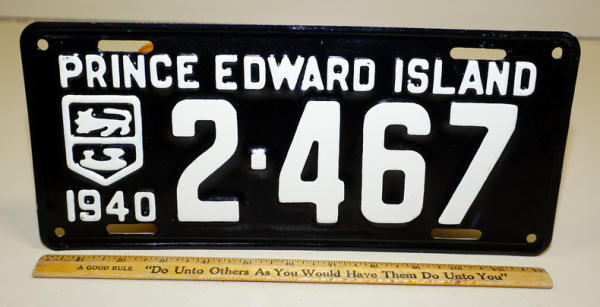 PRINCE EDWARD ISLAND
2·467
1940
A GOOD RULE "Do Unto Others As You Would Have Them Do Unto You"